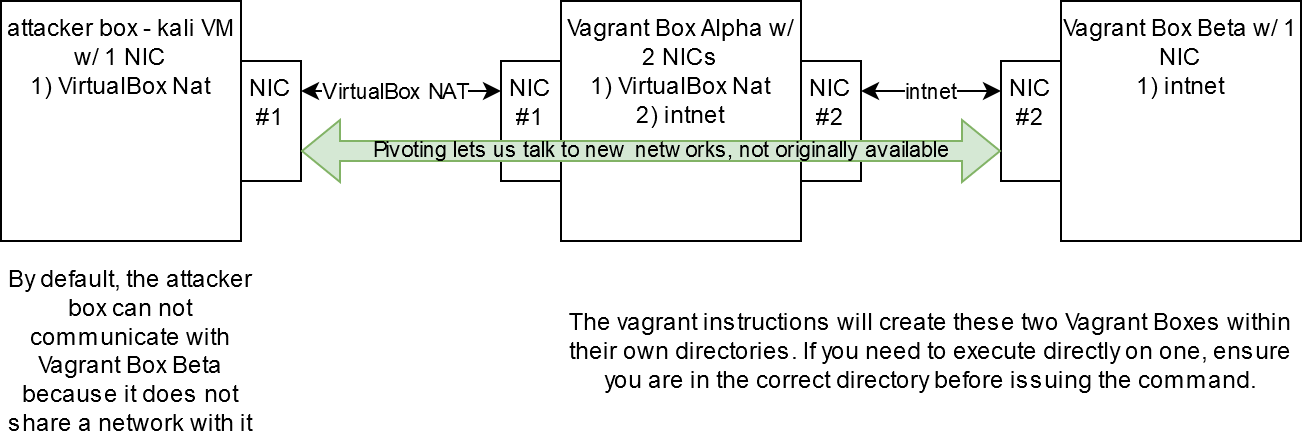 attacker box - kali VM
w/ 1 NIC
1) VirtualBox Nat
NIC
#1
VirtualBox NAT
NIC
#1
Vagrant Box Alpha w/
2 NICs
1) VirtualBox Nat
2) intnet
NIC
#2
intnet
NIC
#2
Vagrant Box Beta w/ 1
NIC
1) intnet
Pivoting lets us talk to new networks, not originally available
By default, the attacker
box can not
communicate with
Vagrant Box Beta
because it does not
share a network with it
The vagrant instructions will create these two Vagrant Boxes within
their own directories. If you need to execute directly on one, ensure
you are in the correct directory before issuing the command.